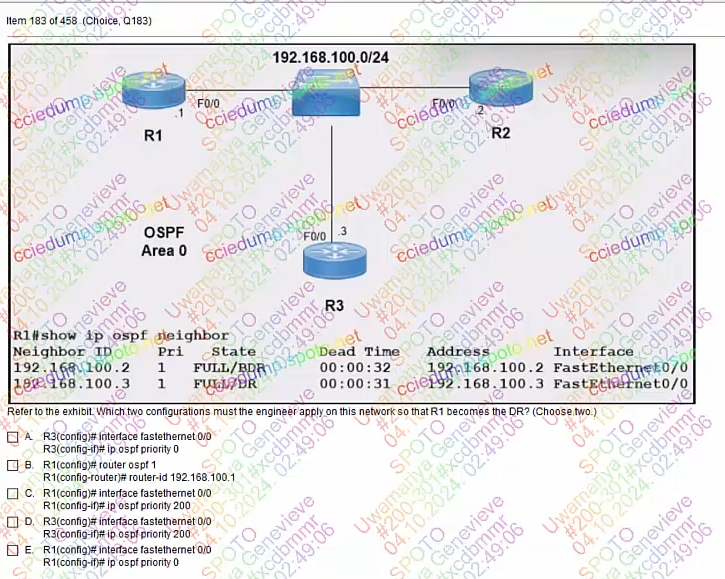 Item 183 of 458 (Choice, Q183)
192.168.100.0/24
F0/0
.1
R1
F0/0
.2
R2
OSPF
Area 0
.3
F0/0
R3
R1#show ip ospf neighbor
Neighbor ID Pri State Dead Time Address Interface
192.168.100.2 1 FULL/BDR 00:00:32 192.168.100.2 FastEthernet0/0
192.168.100.3 1 FULL/DR 00:00:31 192.168.100.3 FastEthernet0/0
Refer to the exhibit. Which two configurations must the engineer apply on this network so that R1 becomes the DR? (Choose two.)
A. R3(config)# interface fastethernet 0/0
R3(config-if)# ip ospf priority 0
B. R1(config)# router ospf 1
R1(config-router)# router-id 192.168.100.1
C. R1(config)# interface fastethernet 0/0
R1(config-if)# ip ospf priority 200
D. R3(config)# interface fastethernet 0/0
R3(config-if)# ip ospf priority 200
E. R1(config)# interface fastethernet 0/0
R1(config-if)# ip ospf priority 0
cciedump.spoto.net
SPOTO Genevieve
Uwamanya
04.10.2024. 02:49:06